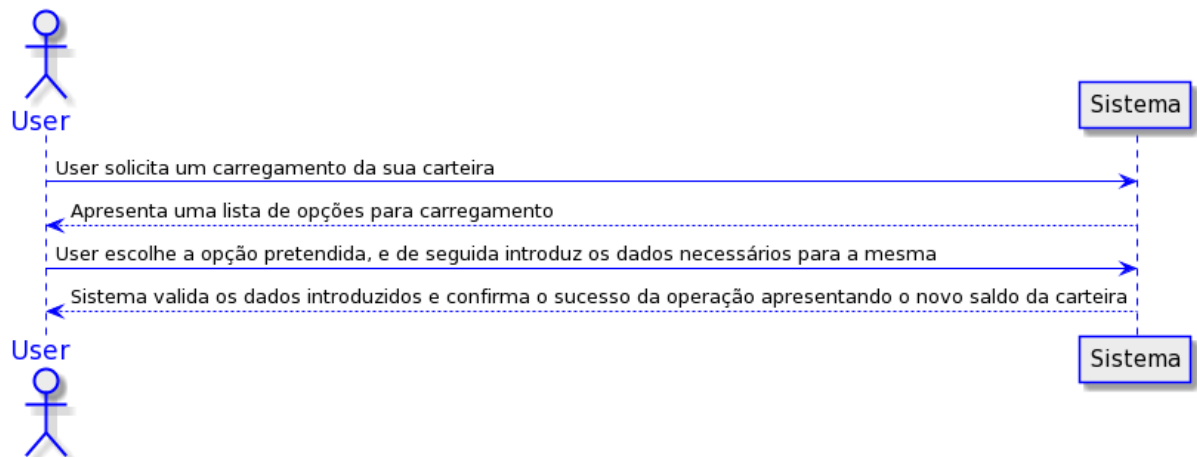 User
Sistema
User solicita um carregamento da sua carteira
Apresenta uma lista de opções para carregamento
User escolhe a opção pretendida, e de seguida introduz os dados necessários para a mesma
Sistema valida os dados introduzidos e confirma o sucesso da operação apresentando o novo saldo da carteira
User
Sistema